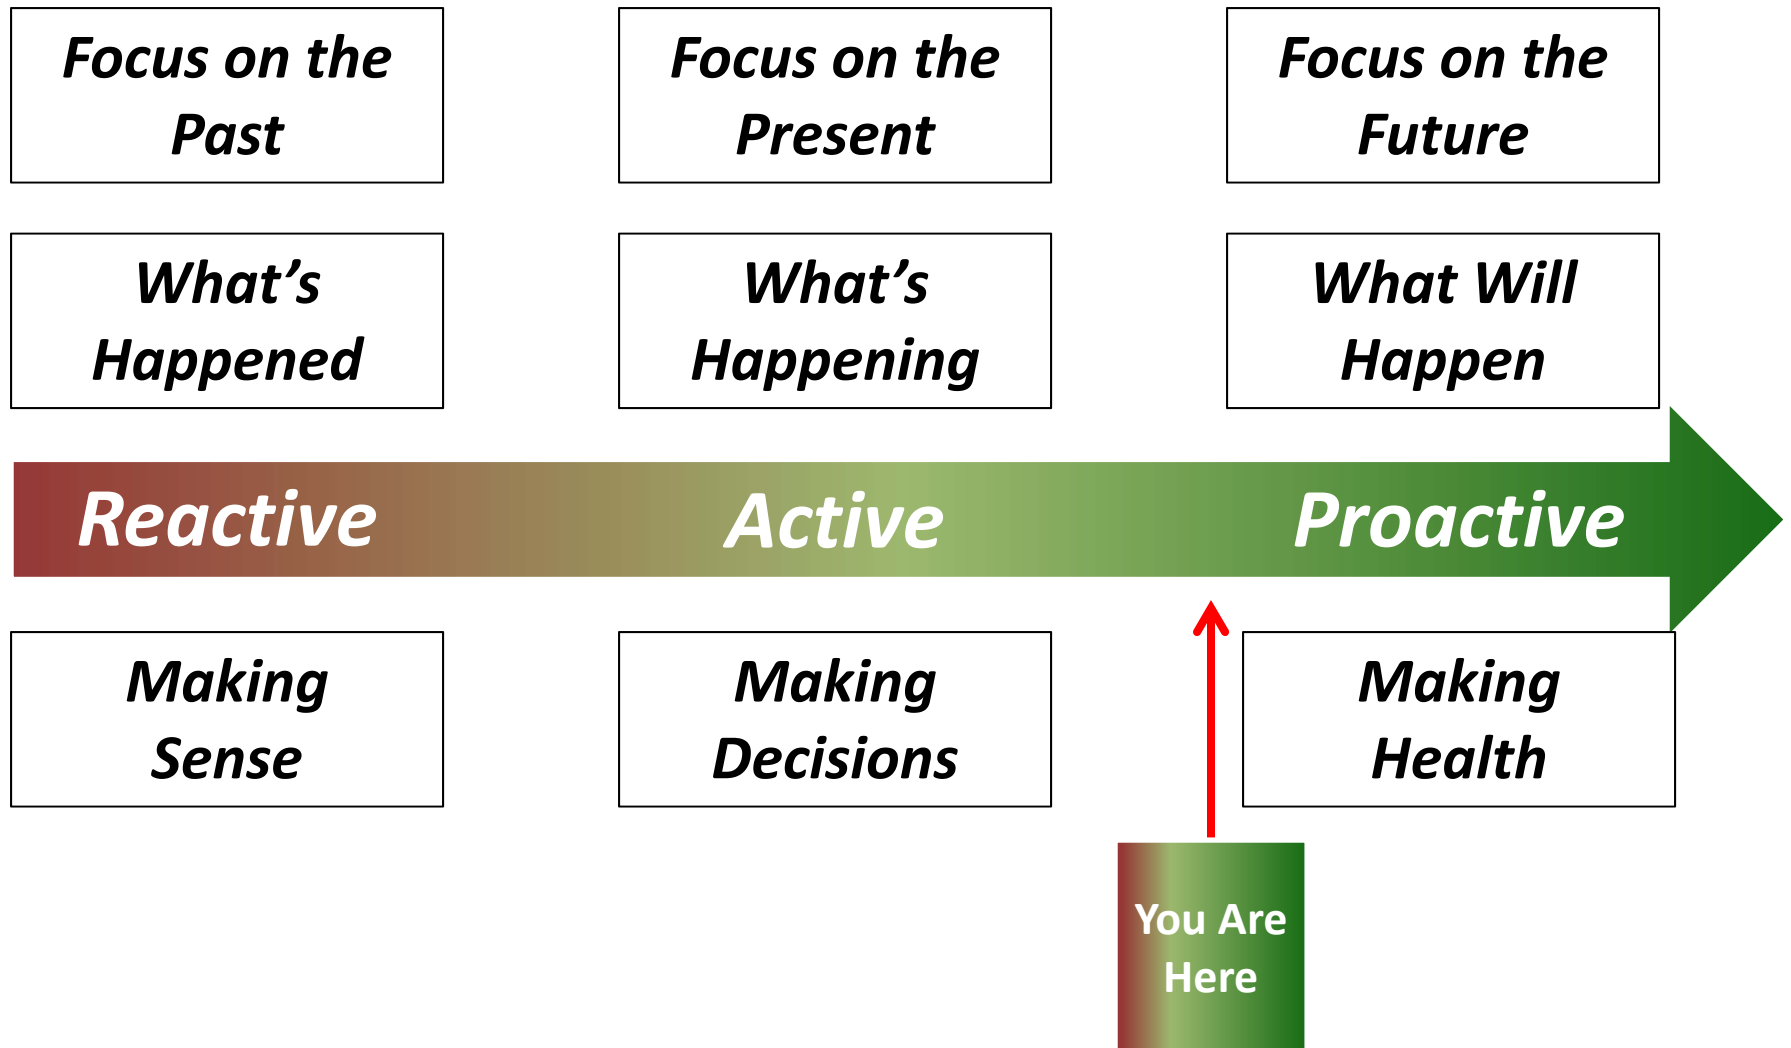 Focus on the
Past
Focus on the
Present
Focus on the
Future
What’s
Happened
What’s
Happening
What Will
Happen
Reactive
Active
Proactive
Making
Sense
Making
Decisions
Making
Health
You Are
Here